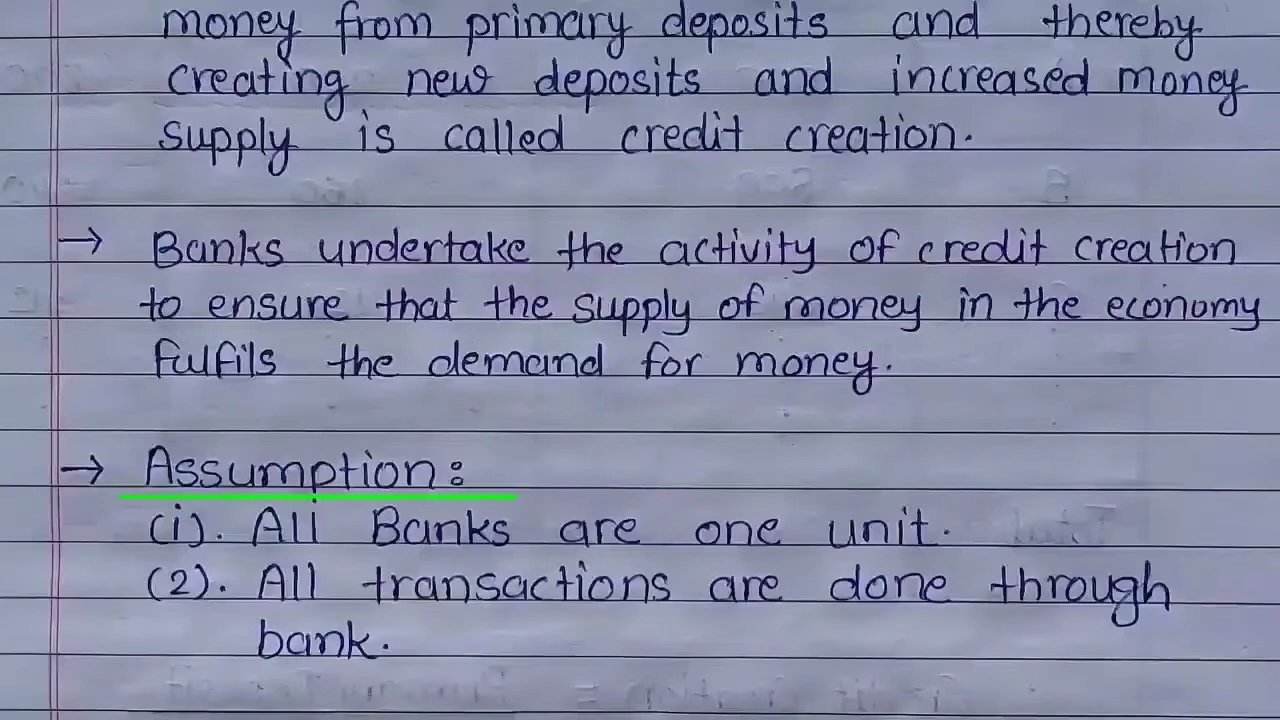 money from primary deposits and thereby
creating new deposits and increased money
supply is called credit creation.
→ Banks undertake the activity of credit creation
to ensure that the supply of money in the economy
fulfils the demand for money.
→ Assumption:
(i). All Banks are one unit.
(2). All transactions are done through
bank.